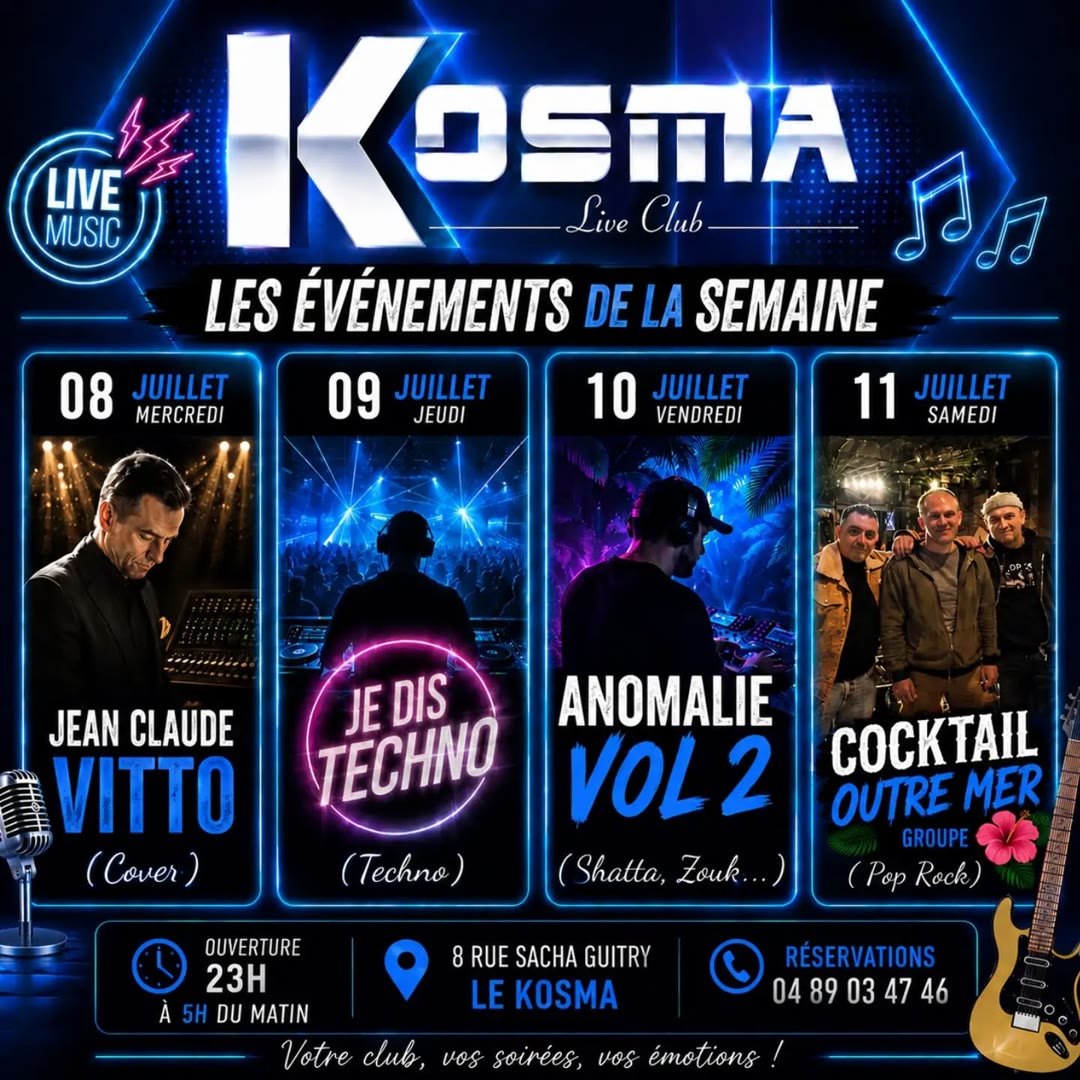 KOSMA
Live Club
LIVE
MUSIC
LES ÉVÉNEMENTS DE LA SEMAINE
08 JUILLET
MERCREDI
JEAN CLAUDE
VITTO
(Cover)
09 JUILLET
JEUDI
JE DIS
TECHNO
(Techno)
10 JUILLET
VENDREDI
ANOMALIE
VOL 2
(Shatta, Zouk...)
11 JUILLET
SAMEDI
COCKTAIL
OUTRE MER
GROUPE
(Pop Rock)
OUVERTURE
23H
À 5H DU MATIN
8 RUE SACHA GUITRY
LE KOSMA
RÉSERVATIONS
04 89 03 47 46
Votre club, vos soirées, vos émotions !